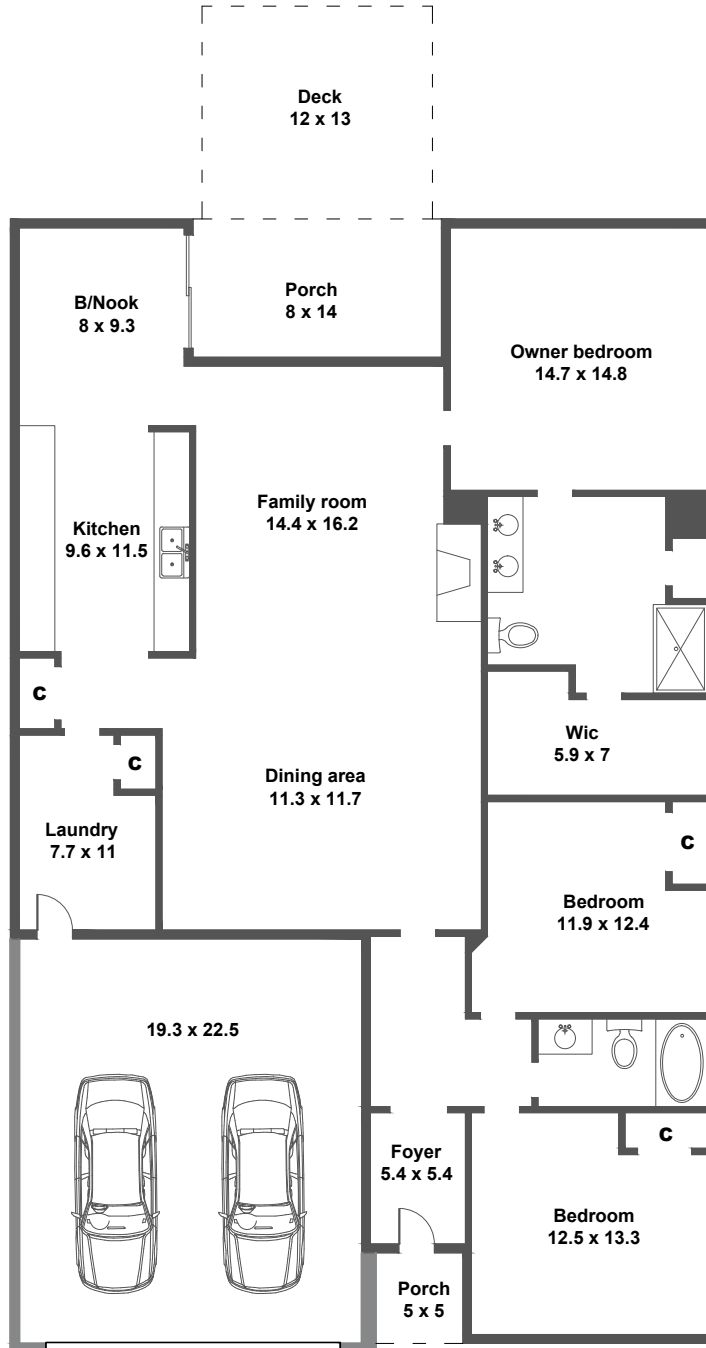 Deck
12 x 13
B/Nook
8 x 9.3
Porch
8 x 14
Owner bedroom
14.7 x 14.8
Family room
14.4 x 16.2
Kitchen
9.6 x 11.5
C
Wic
5.9 x 7
C
Dining area
11.3 x 11.7
Laundry
7.7 x 11
C
Bedroom
11.9 x 12.4
19.3 x 22.5
Foyer
5.4 x 5.4
C
Bedroom
12.5 x 13.3
Porch
5 x 5